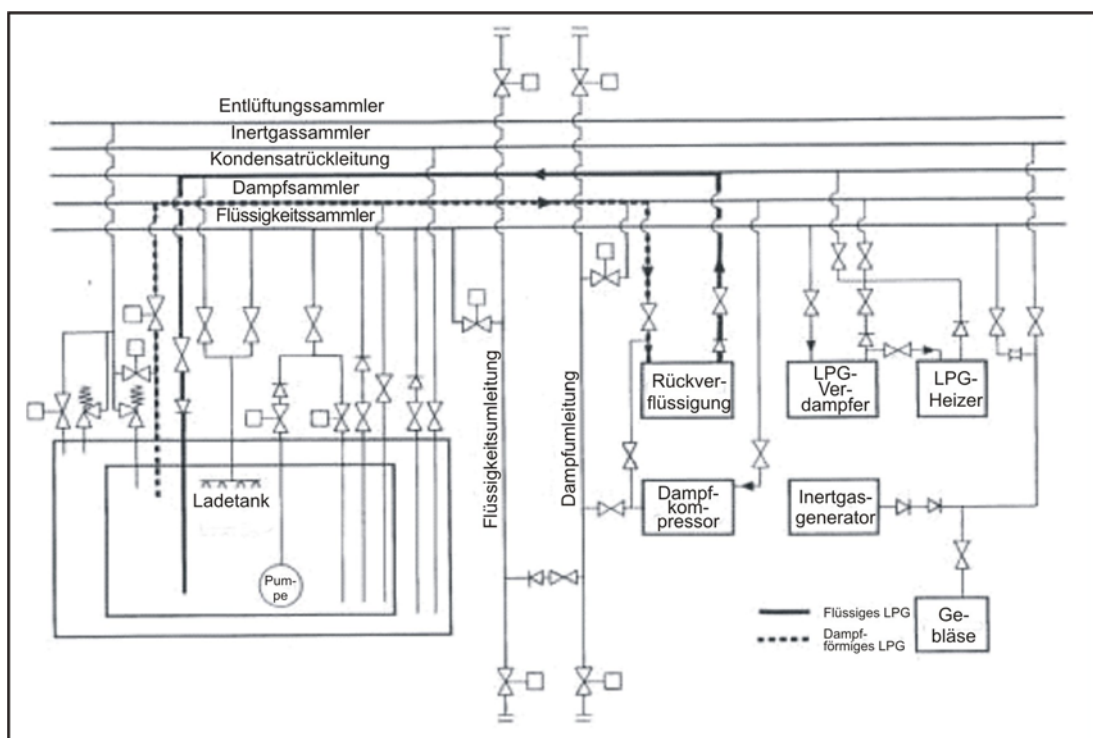 Entlüftungssammler
Inertgassammler
Kondensatrückleitung
Dampfsammler
Flüssigkeitssammler
Flüssigkeitsumleitung
Dampfumleitung
Rückver-
flüssigung
LPG-
Ver-
dampfer
LPG-
Heizer
Ladetank
Dampf-
kom-
pressor
Inertgas-
generator
Pum-
pe
Ge-
bläse
Flüssiges LPG
Dampf-
förmiges LPG